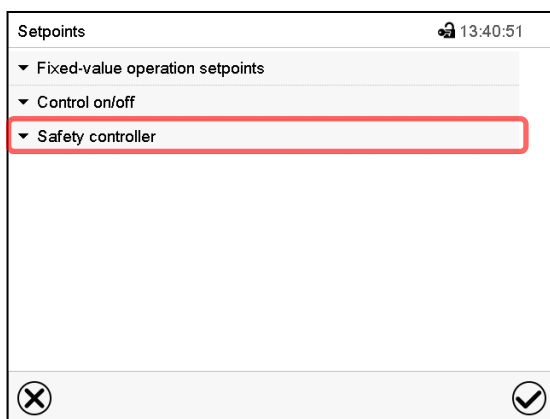 Setpoints 13:40:51
Fixed-value operation setpoints
Control on/off
Safety controller